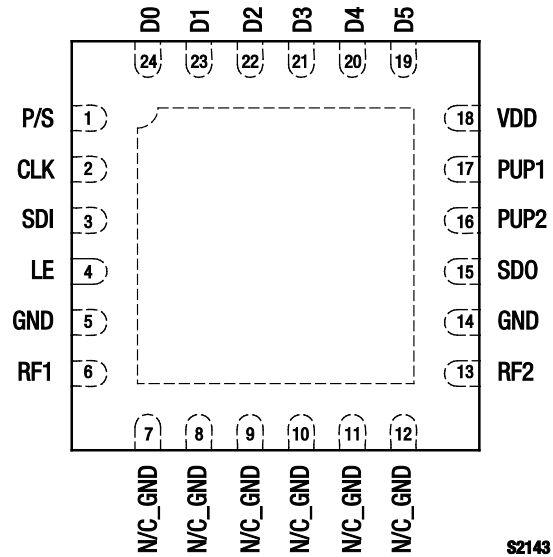 D0 D1 D2 D3 D4 D5
24 23 22 21 20 19
P/S 1 18 VDD
CLK 2 17 PUP1
SDI 3 16 PUP2
LE 4 15 SDO
GND 5 14 GND
RF1 6 13 RF2
7 8 9 10 11 12
N/C_GND N/C_GND N/C_GND N/C_GND N/C_GND N/C_GND
S2143